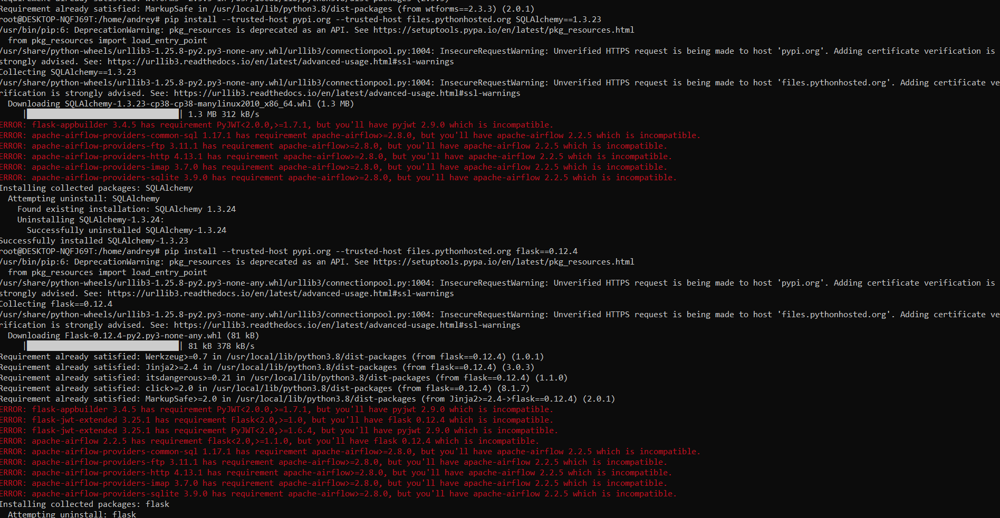 Requirement already satisfied: wtforms==2.3.3 in /usr/local/lib/python3.8/dist-packages (2.3.3)
Requirement already satisfied: MarkupSafe in /usr/local/lib/python3.8/dist-packages (from wtforms==2.3.3) (2.0.1)
root@DESKTOP-NQFJ69T:/home/andrey# pip install --trusted-host pypi.org --trusted-host files.pythonhosted.org SQLAlchemy==1.3.23
/usr/bin/pip:6: DeprecationWarning: pkg_resources is deprecated as an API. See https://setuptools.pypa.io/en/latest/pkg_resources.html
from pkg_resources import load_entry_point
/usr/share/python-wheels/urllib3-1.25.8-py2.py3-none-any.whl/urllib3/connectionpool.py:1004: InsecureRequestWarning: Unverified HTTPS request is being made to host 'pypi.org'. Adding certificate verification is
strongly advised. See: https://urllib3.readthedocs.io/en/latest/advanced-usage.html#ssl-warnings
Collecting SQLAlchemy==1.3.23
/usr/share/python-wheels/urllib3-1.25.8-py2.py3-none-any.whl/urllib3/connectionpool.py:1004: InsecureRequestWarning: Unverified HTTPS request is being made to host 'files.pythonhosted.org'. Adding certificate ve
rification is strongly advised. See: https://urllib3.readthedocs.io/en/latest/advanced-usage.html#ssl-warnings
Downloading SQLAlchemy-1.3.23-cp38-cp38-manylinux2010_x86_64.whl (1.3 MB)
| | 1.3 MB 312 kB/s
ERROR: flask-appbuilder 3.4.5 has requirement PyJWT<2.0.0,>=1.7.1, but you'll have pyjwt 2.9.0 which is incompatible.
ERROR: apache-airflow-providers-common-sql 1.17.1 has requirement apache-airflow>=2.8.0, but you'll have apache-airflow 2.2.5 which is incompatible.
ERROR: apache-airflow-providers-ftp 3.11.1 has requirement apache-airflow>=2.8.0, but you'll have apache-airflow 2.2.5 which is incompatible.
ERROR: apache-airflow-providers-http 4.13.1 has requirement apache-airflow>=2.8.0, but you'll have apache-airflow 2.2.5 which is incompatible.
ERROR: apache-airflow-providers-imap 3.7.0 has requirement apache-airflow>=2.8.0, but you'll have apache-airflow 2.2.5 which is incompatible.
ERROR: apache-airflow-providers-sqlite 3.9.0 has requirement apache-airflow>=2.8.0, but you'll have apache-airflow 2.2.5 which is incompatible.
Installing collected packages: SQLAlchemy
Attempting uninstall: SQLAlchemy
Found existing installation: SQLAlchemy 1.3.24
Uninstalling SQLAlchemy-1.3.24:
Successfully uninstalled SQLAlchemy-1.3.24
Successfully installed SQLAlchemy-1.3.23
root@DESKTOP-NQFJ69T:/home/andrey# pip install --trusted-host pypi.org --trusted-host files.pythonhosted.org flask==0.12.4
/usr/bin/pip:6: DeprecationWarning: pkg_resources is deprecated as an API. See https://setuptools.pypa.io/en/latest/pkg_resources.html
from pkg_resources import load_entry_point
/usr/share/python-wheels/urllib3-1.25.8-py2.py3-none-any.whl/urllib3/connectionpool.py:1004: InsecureRequestWarning: Unverified HTTPS request is being made to host 'pypi.org'. Adding certificate verification is
strongly advised. See: https://urllib3.readthedocs.io/en/latest/advanced-usage.html#ssl-warnings
Collecting flask==0.12.4
/usr/share/python-wheels/urllib3-1.25.8-py2.py3-none-any.whl/urllib3/connectionpool.py:1004: InsecureRequestWarning: Unverified HTTPS request is being made to host 'files.pythonhosted.org'. Adding certificate ve
rification is strongly advised. See: https://urllib3.readthedocs.io/en/latest/advanced-usage.html#ssl-warnings
Downloading Flask-0.12.4-py2.py3-none-any.whl (81 kB)
| | 81 kB 378 kB/s
Requirement already satisfied: Werkzeug>=0.7 in /usr/local/lib/python3.8/dist-packages (from flask==0.12.4) (1.0.1)
Requirement already satisfied: Jinja2>=2.4 in /usr/local/lib/python3.8/dist-packages (from flask==0.12.4) (3.0.3)
Requirement already satisfied: itsdangerous>=0.21 in /usr/local/lib/python3.8/dist-packages (from flask==0.12.4) (1.1.0)
Requirement already satisfied: click>=2.0 in /usr/local/lib/python3.8/dist-packages (from flask==0.12.4) (8.1.7)
Requirement already satisfied: MarkupSafe>=2.0 in /usr/local/lib/python3.8/dist-packages (from Jinja2>=2.4->flask==0.12.4) (2.0.1)
ERROR: flask-appbuilder 3.4.5 has requirement PyJWT<2.0.0,>=1.7.1, but you'll have pyjwt 2.9.0 which is incompatible.
ERROR: flask-jwt-extended 3.25.1 has requirement Flask<2.0,>=1.0, but you'll have flask 0.12.4 which is incompatible.
ERROR: flask-jwt-extended 3.25.1 has requirement PyJWT<2.0,>=1.6.4, but you'll have pyjwt 2.9.0 which is incompatible.
ERROR: apache-airflow 2.2.5 has requirement flask<2.0,>=1.1.0, but you'll have flask 0.12.4 which is incompatible.
ERROR: apache-airflow-providers-common-sql 1.17.1 has requirement apache-airflow>=2.8.0, but you'll have apache-airflow 2.2.5 which is incompatible.
ERROR: apache-airflow-providers-ftp 3.11.1 has requirement apache-airflow>=2.8.0, but you'll have apache-airflow 2.2.5 which is incompatible.
ERROR: apache-airflow-providers-http 4.13.1 has requirement apache-airflow>=2.8.0, but you'll have apache-airflow 2.2.5 which is incompatible.
ERROR: apache-airflow-providers-imap 3.7.0 has requirement apache-airflow>=2.8.0, but you'll have apache-airflow 2.2.5 which is incompatible.
ERROR: apache-airflow-providers-sqlite 3.9.0 has requirement apache-airflow>=2.8.0, but you'll have apache-airflow 2.2.5 which is incompatible.
Installing collected packages: flask
Attempting uninstall: flask